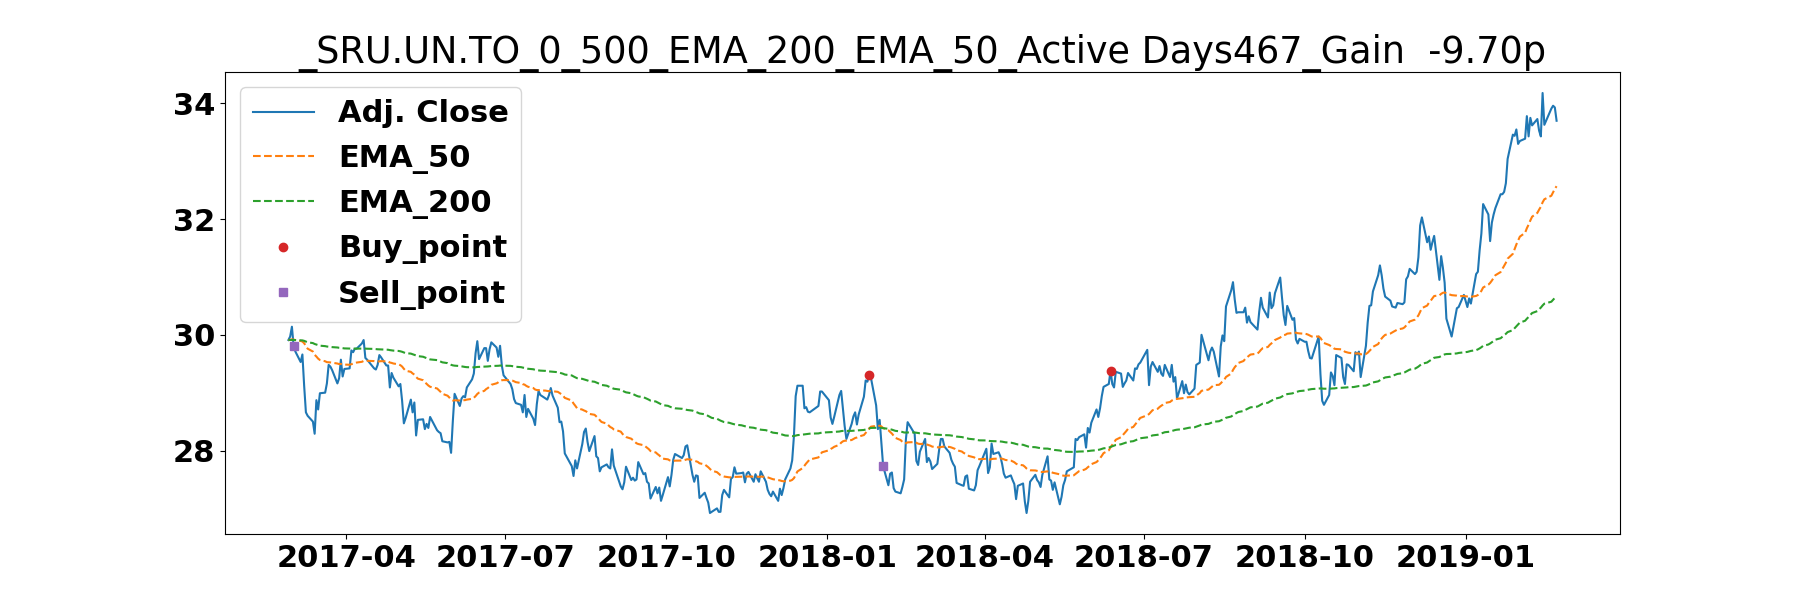 _SRU.UN.TO_0_500_EMA_200_EMA_50_Active Days467_Gain  -9.70p
Adj. Close
EMA_50
EMA_200
Buy_point
Sell_point
34
32
30
28
2017-04 2017-07 2017-10 2018-01 2018-04 2018-07 2018-10 2019-01